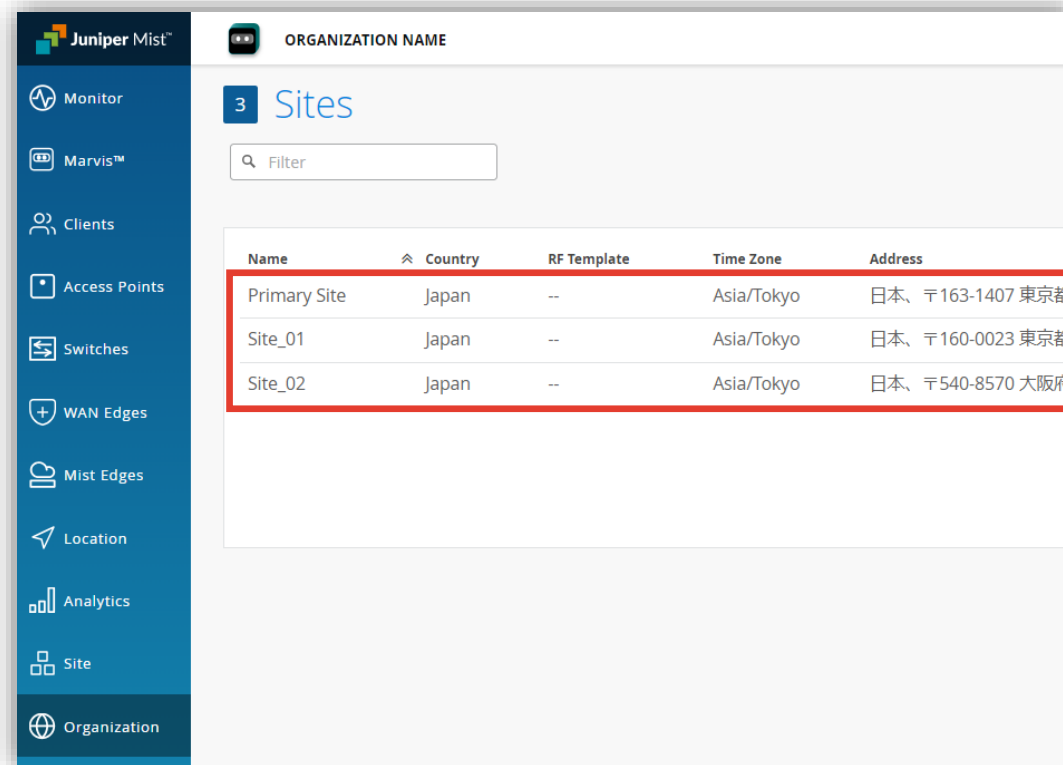 Juniper Mist™
ORGANIZATION NAME
Monitor
Marvis™
Clients
Access Points
Switches
WAN Edges
Mist Edges
Location
Analytics
Site
Organization
3 Sites
Filter
Name Country RF Template Time Zone Address
Primary Site Japan -- Asia/Tokyo 日本、〒163-1407 東京都
Site_01 Japan -- Asia/Tokyo 日本、〒160-0023 東京都
Site_02 Japan -- Asia/Tokyo 日本、〒540-8570 大阪府